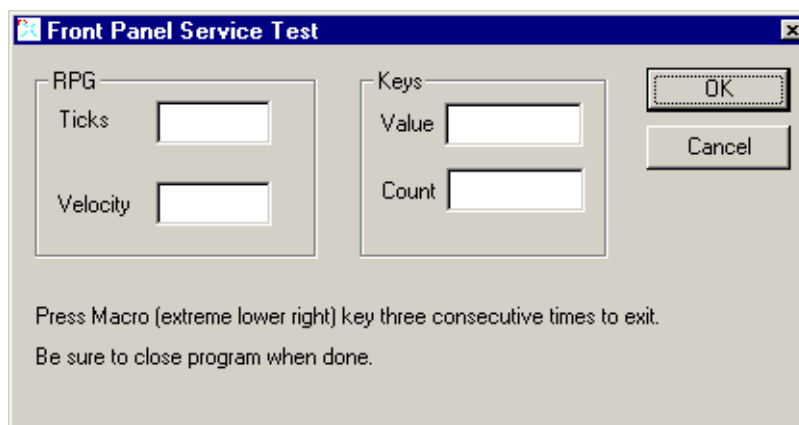 Front Panel Service Test
RPG
Ticks
Velocity
Keys
Value
Count
OK
Cancel
Press Macro (extreme lower right) key three consecutive times to exit.
Be sure to close program when done.